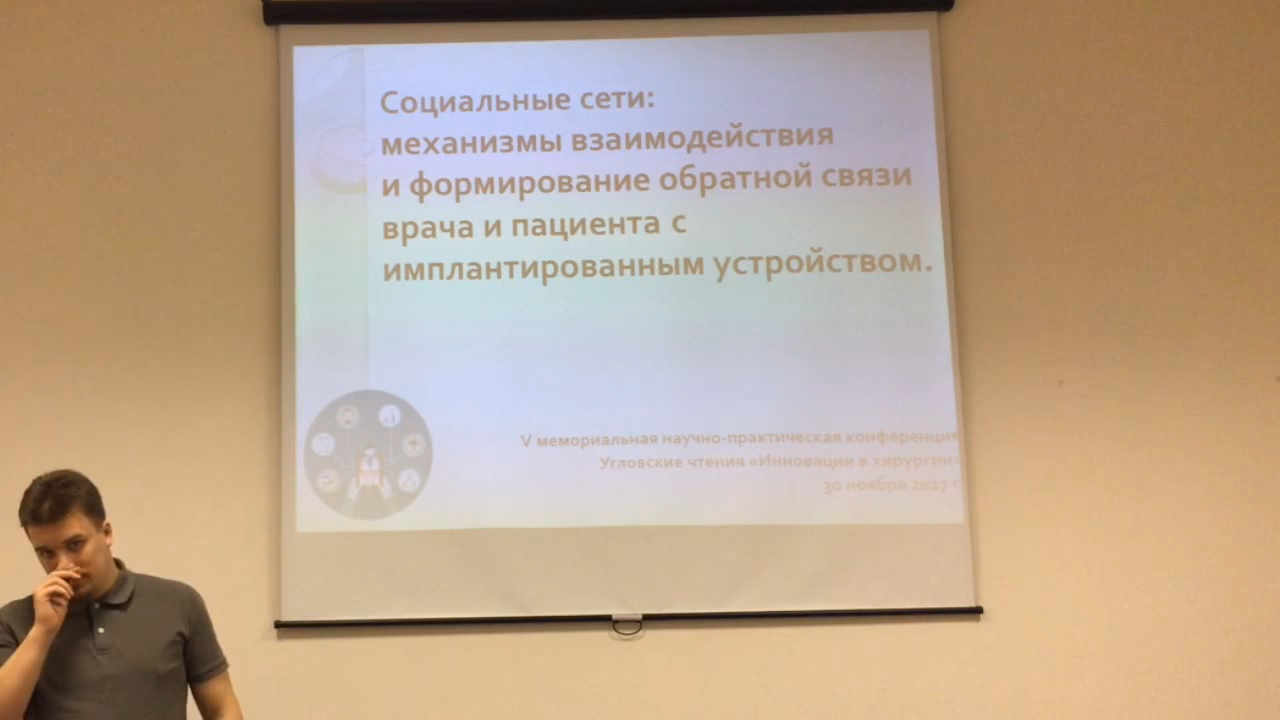 Социальные сети:
механизмы взаимодействия
и формирование обратной связи
врача и пациента с
имплантированным устройством.
V мемориальная научно-практическая конференция
Угловские чтения «Инновации в хирургии»
30 ноября 2017 г.